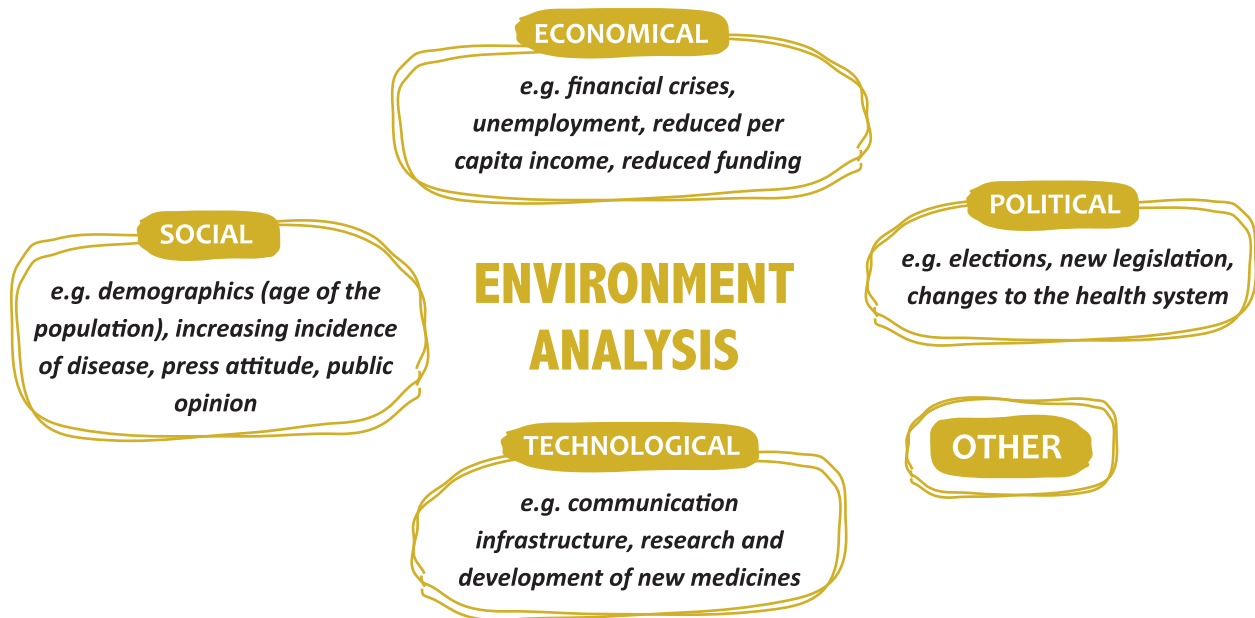 ECONOMICAL
e.g. financial crises,
unemployment, reduced per
capita income, reduced funding
POLITICAL
e.g. elections, new legislation,
changes to the health system
SOCIAL
e.g. demographics (age of the
population), increasing incidence
of disease, press attitude, public
opinion
ENVIRONMENT
ANALYSIS
OTHER
TECHNOLOGICAL
e.g. communication
infrastructure, research and
development of new medicines